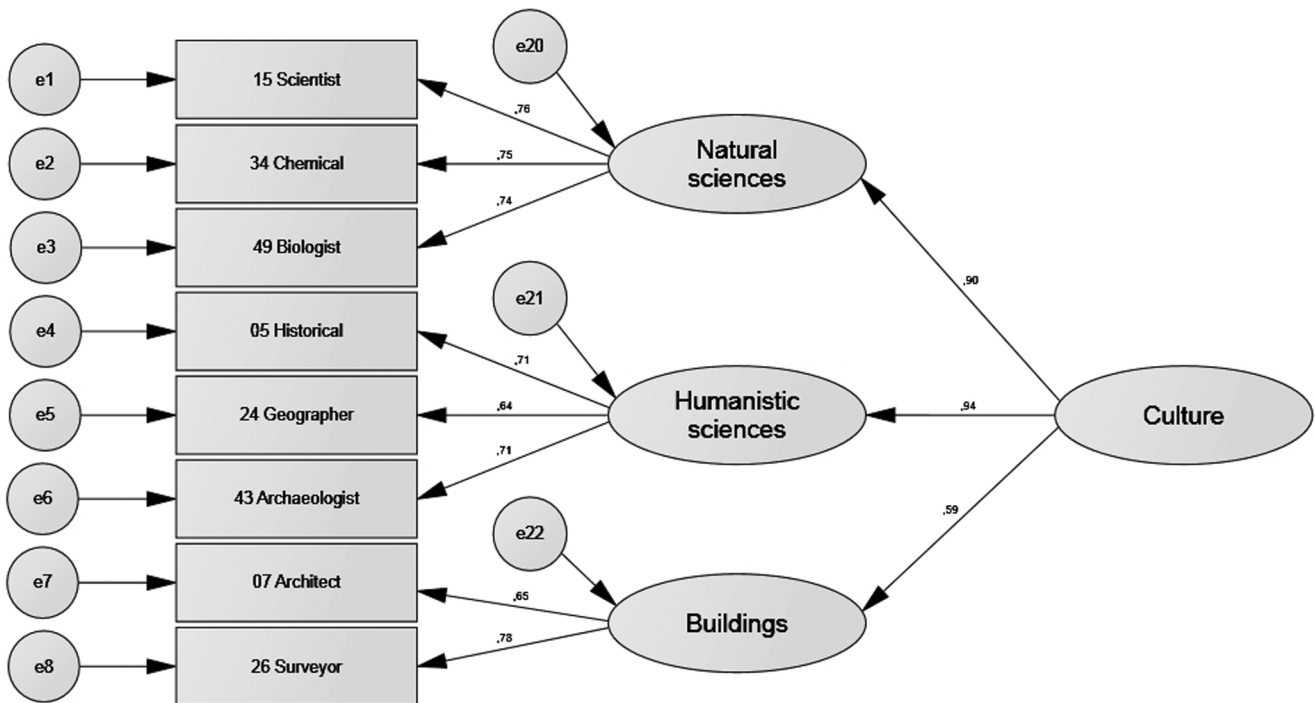 e20
e1
15 Scientist
,76
e2
34 Chemical
,75
Natural
sciences
,74
e3
49 Biologist
,90
e21
e4
05 Historical
,71
e5
24 Geographer
,64
Humanistic
sciences
,94
Culture
,71
e6
43 Archaeologist
,59
e22
e7
07 Architect
,65
Buildings
,78
e8
26 Surveyor